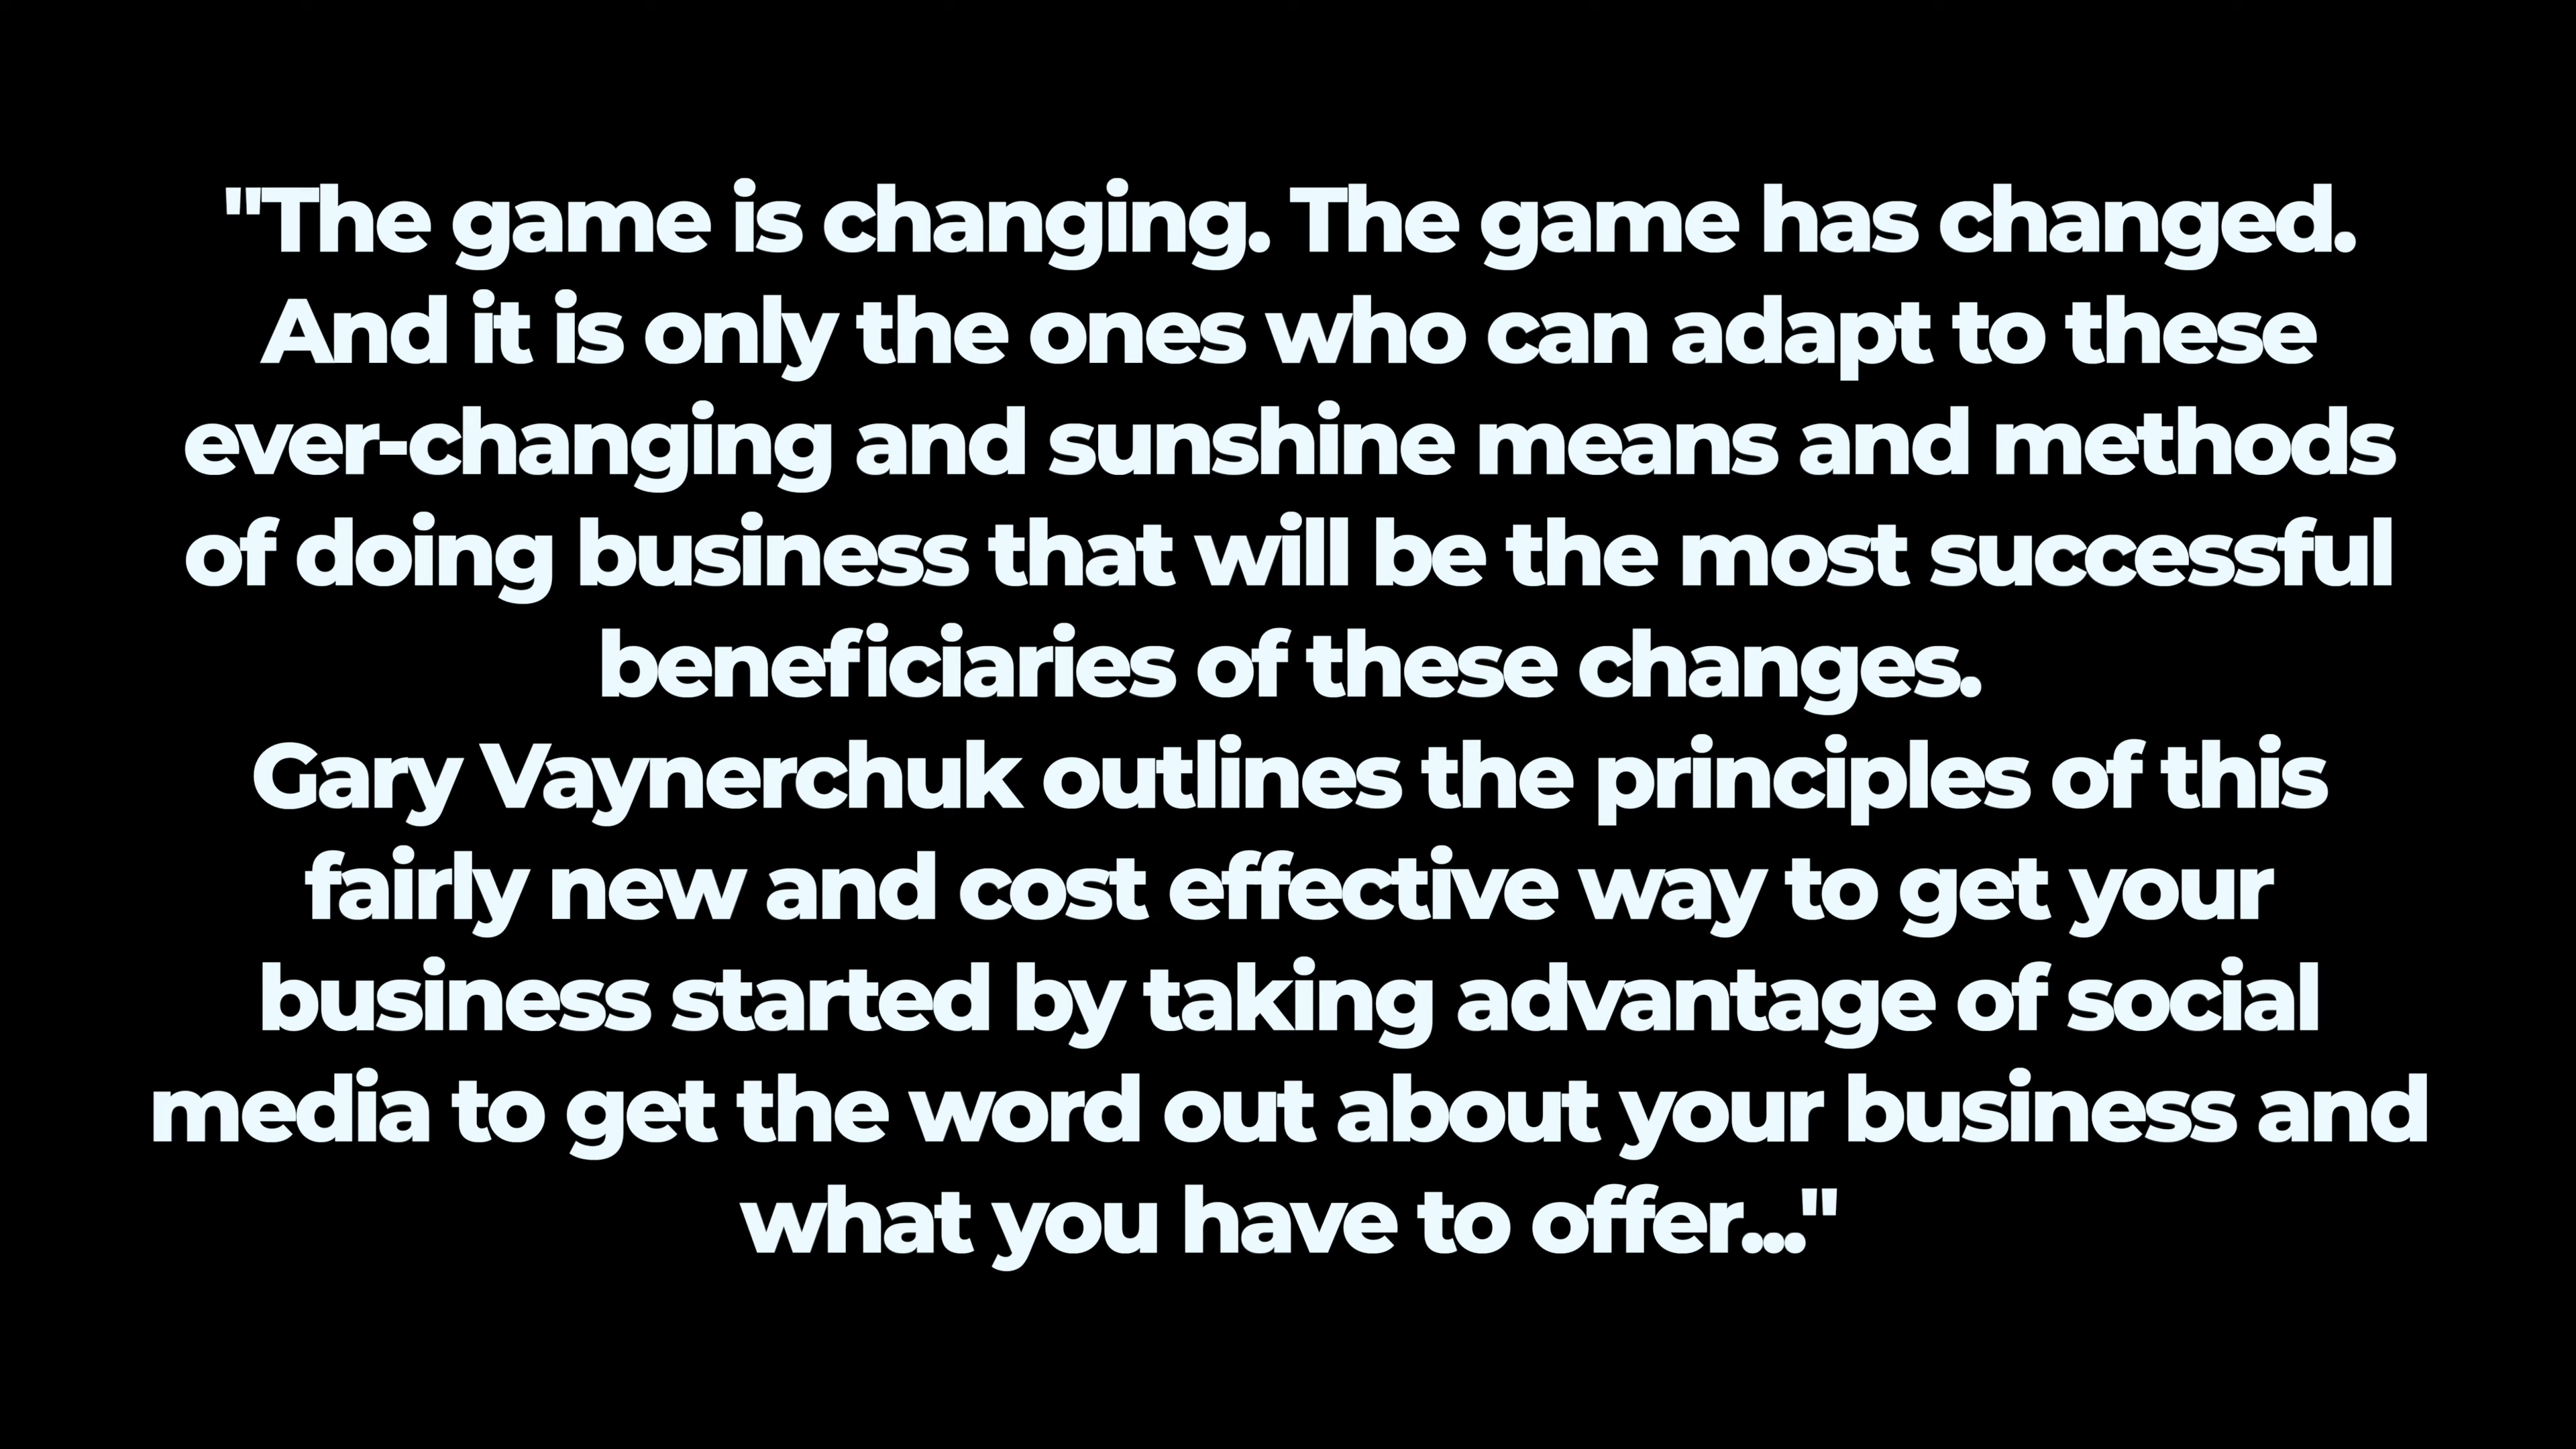 "The game is changing. The game has changed.
And it is only the ones who can adapt to these
ever-changing and sunshine means and methods
of doing business that will be the most successful
beneficiaries of these changes.
Gary Vaynerchuk outlines the principles of this
fairly new and cost effective way to get your
business started by taking advantage of social
media to get the word out about your business and
what you have to offer..."